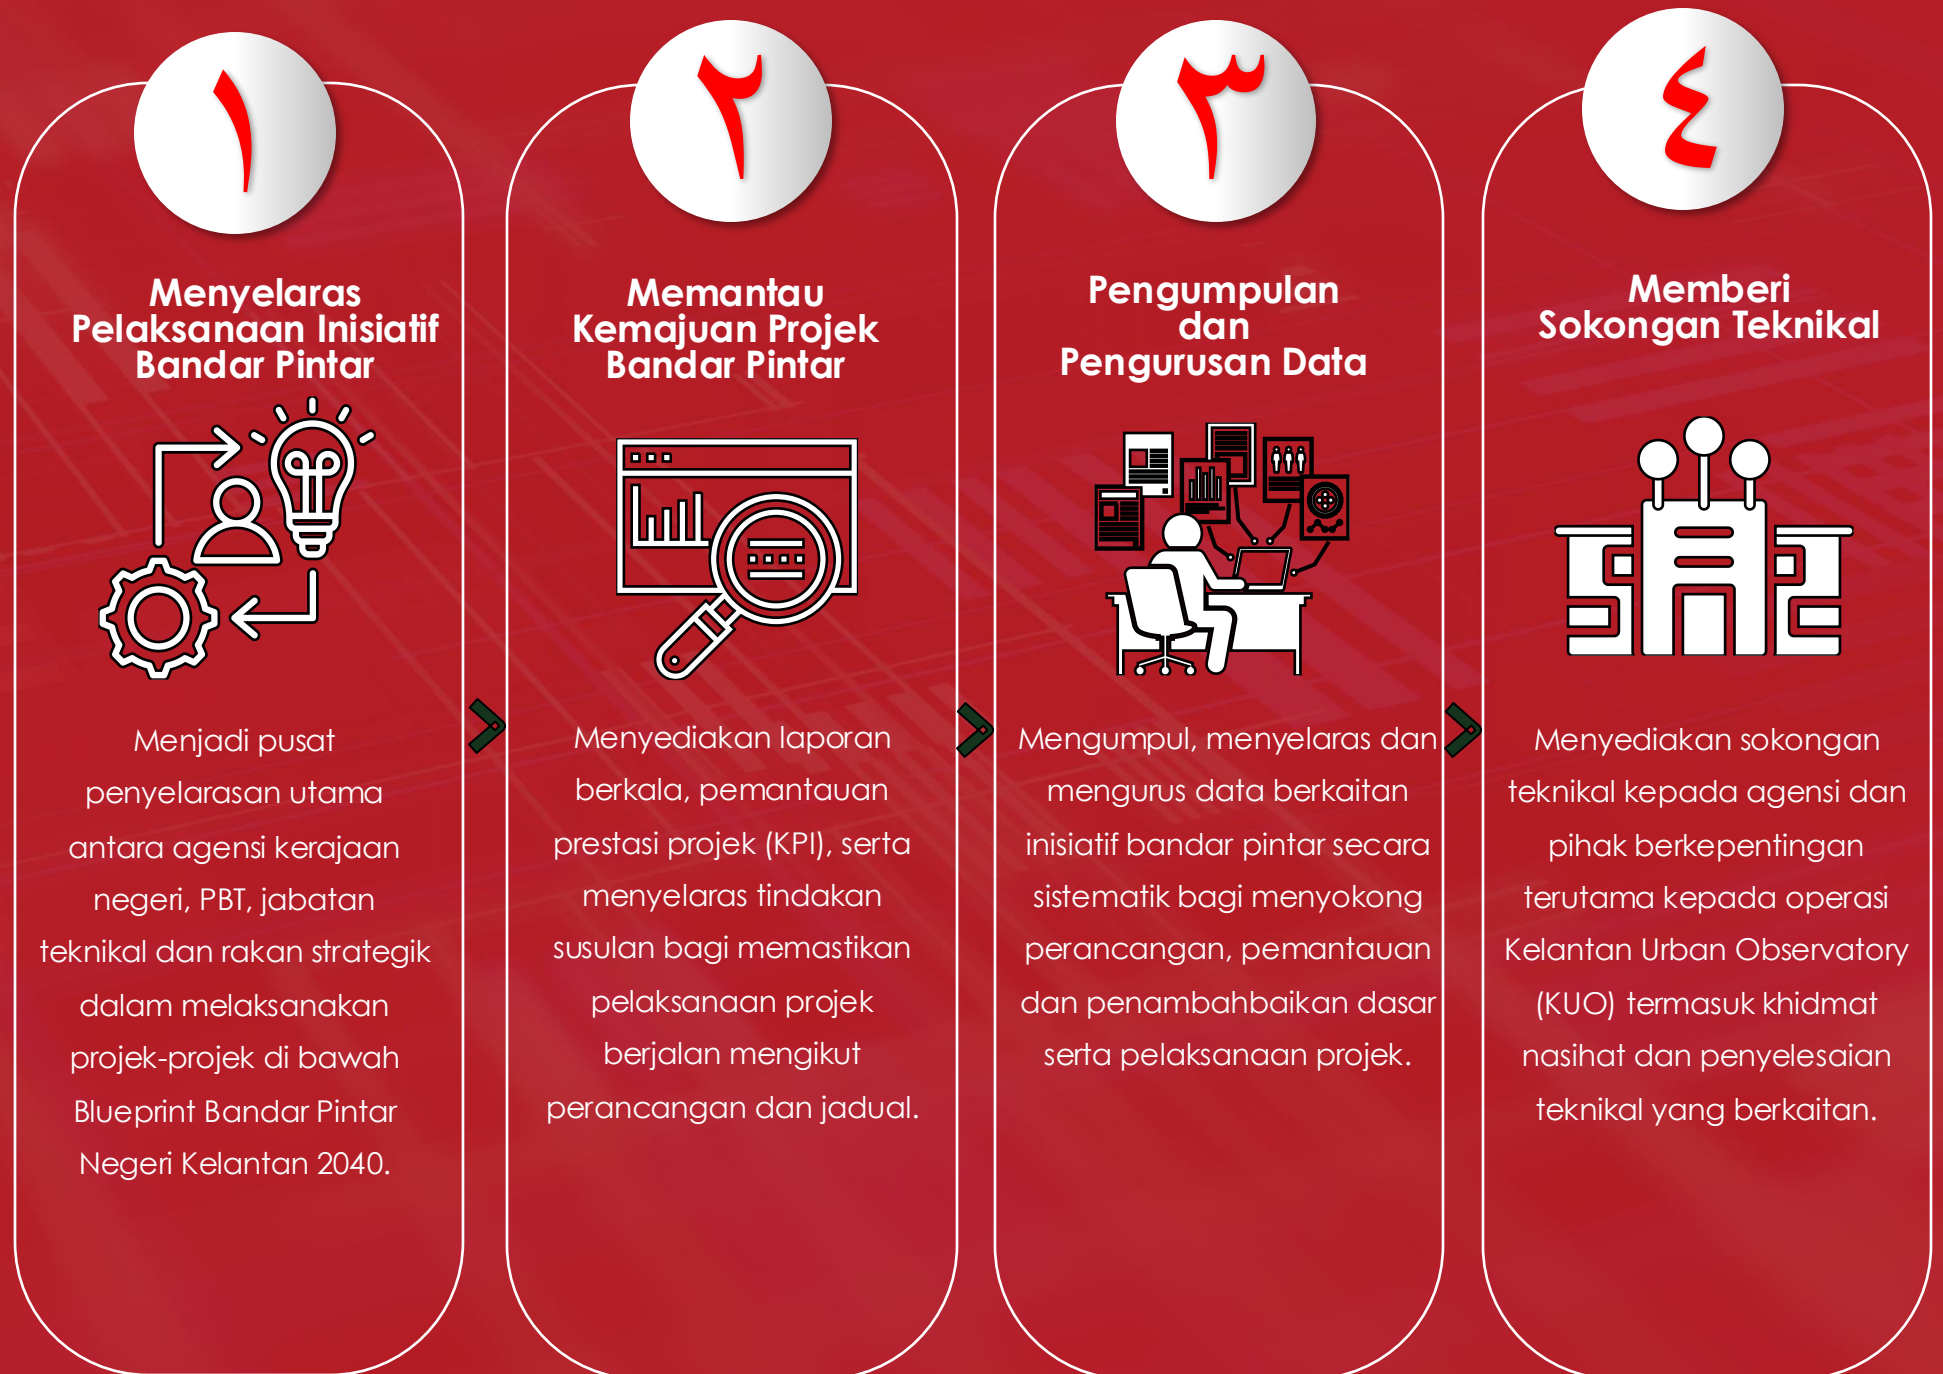 ١
Menyelaras
Pelaksanaan Inisiatif
Bandar Pintar
Menjadi pusat
penyelarasan utama
antara agensi kerajaan
negeri, PBT, jabatan
teknikal dan rakan strategik
dalam melaksanakan
projek-projek di bawah
Blueprint Bandar Pintar
Negeri Kelantan 2040.
٢
Memantau
Kemajuan Projek
Bandar Pintar
Menyediakan laporan
berkala, pemantauan
prestasi projek (KPI), serta
menyelaras tindakan
susulan bagi memastikan
pelaksanaan projek
berjalan mengikut
perancangan dan jadual.
٣
Pengumpulan
dan
Pengurusan Data
Mengumpul, menyelaras dan
mengurus data berkaitan
inisiatif bandar pintar secara
sistematik bagi menyokong
perancangan, pemantauan
dan penambahbaikan dasar
serta pelaksanaan projek.
٤
Memberi
Sokongan Teknikal
Menyediakan sokongan
teknikal kepada agensi dan
pihak berkepentingan
terutama kepada operasi
Kelantan Urban Observatory
(KUO) termasuk khidmat
nasihat dan penyelesaian
teknikal yang berkaitan.